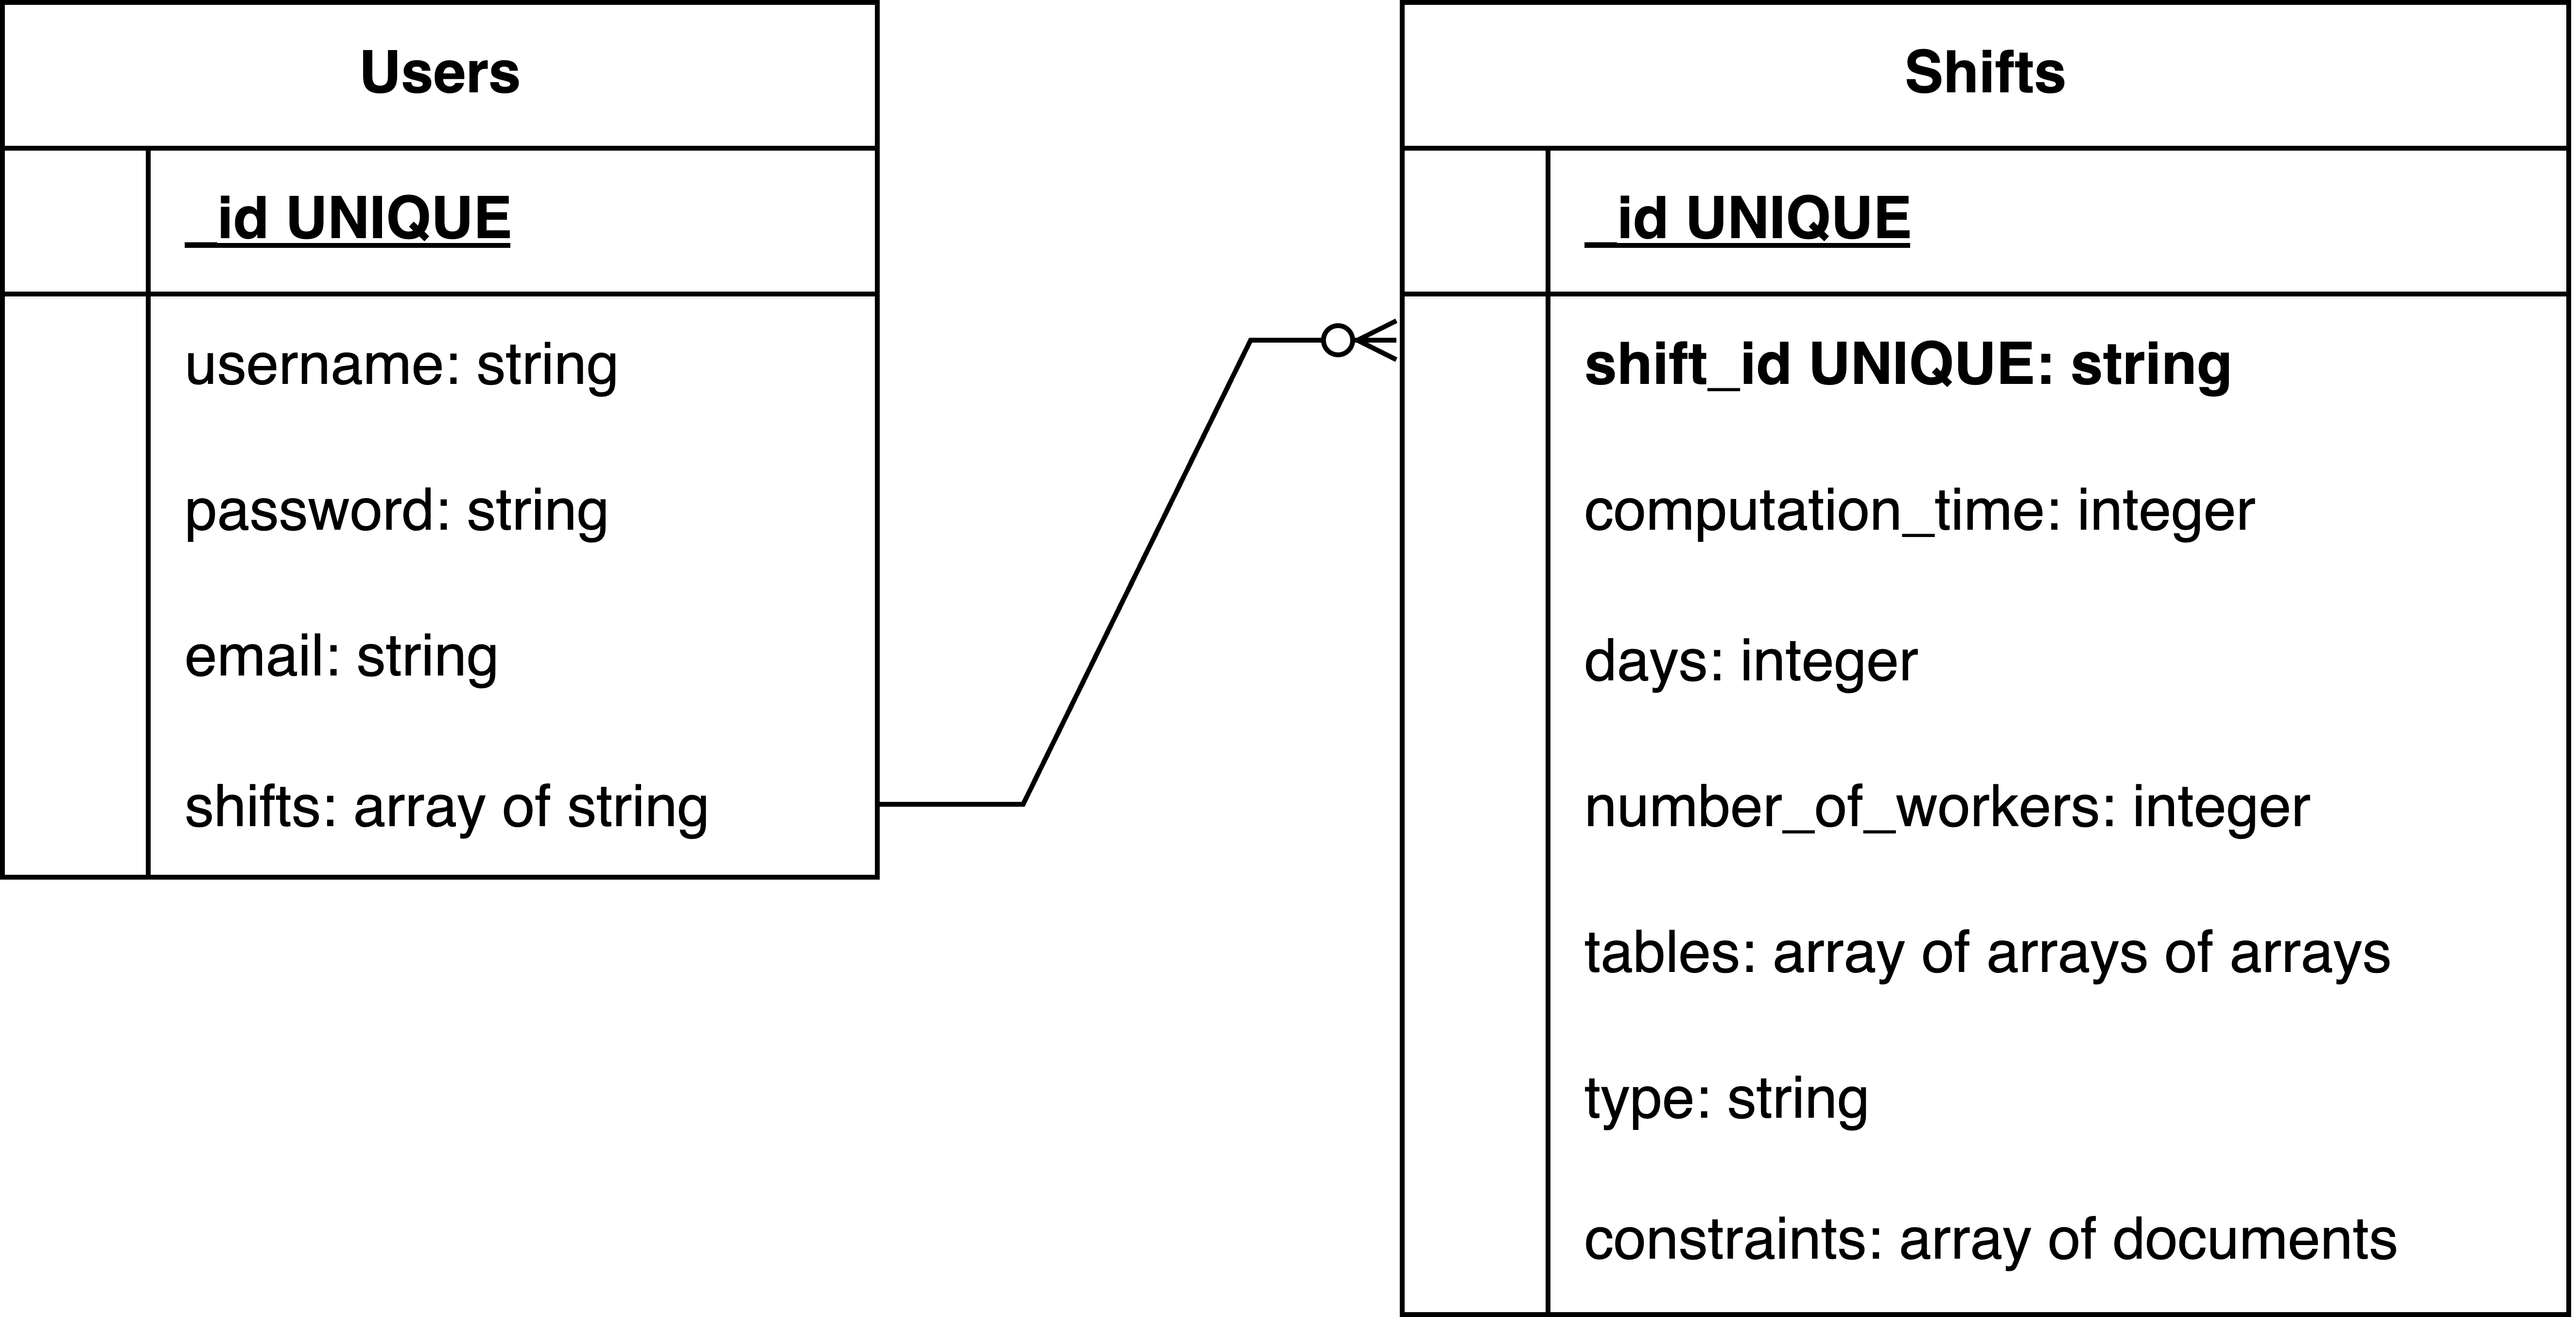 Users
_id UNIQUE
username: string
password: string
email: string
shifts: array of string
Shifts
_id UNIQUE
shift_id UNIQUE: string
computation_time: integer
days: integer
number_of_workers: integer
tables: array of arrays of arrays
type: string
constraints: array of documents